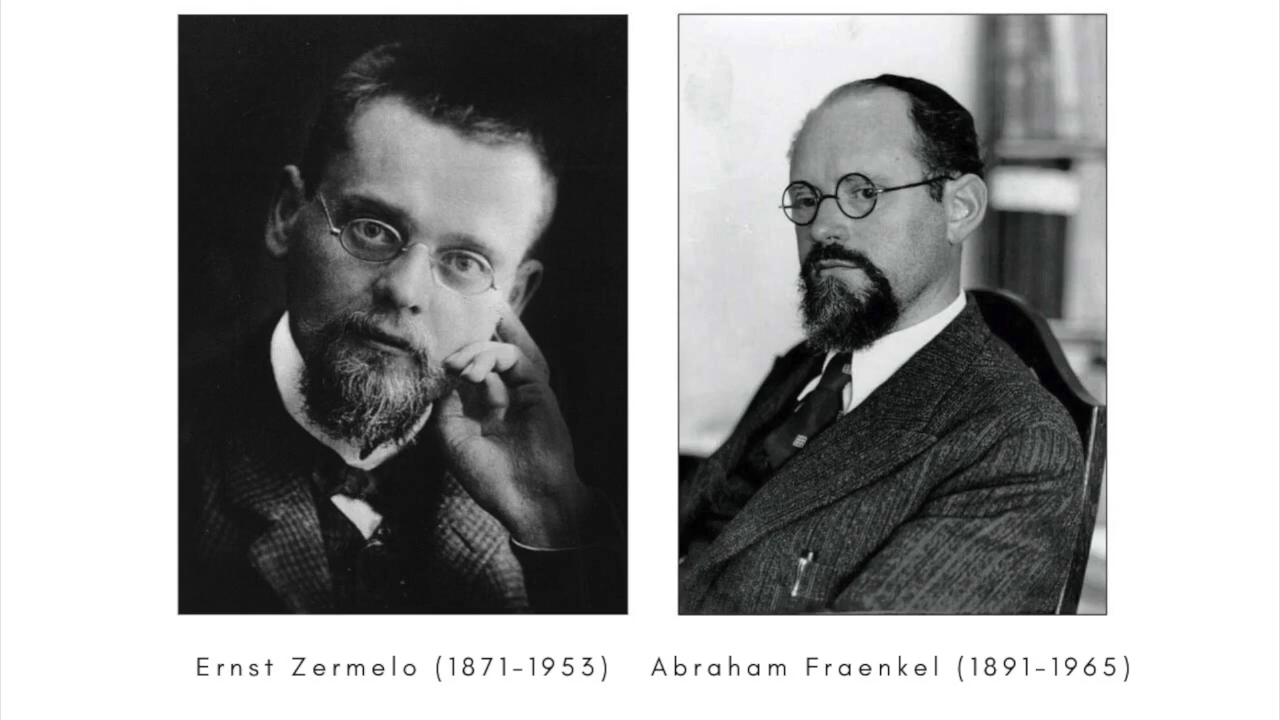 Ernst Zermelo (1871–1953)
Abraham Fraenkel (1891–1965)